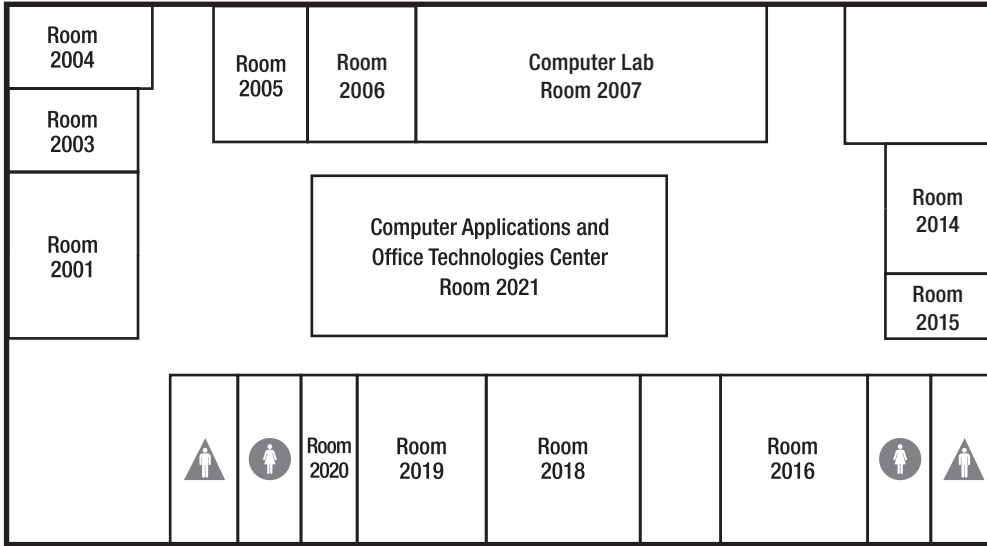 Room
2004
Room
2005
Room
2006
Computer Lab
Room 2007
Room
2003
Room
2001
Computer Applications and
Office Technologies Center
Room 2021
Room
2014
Room
2015
Room
2020
Room
2019
Room
2018
Room
2016